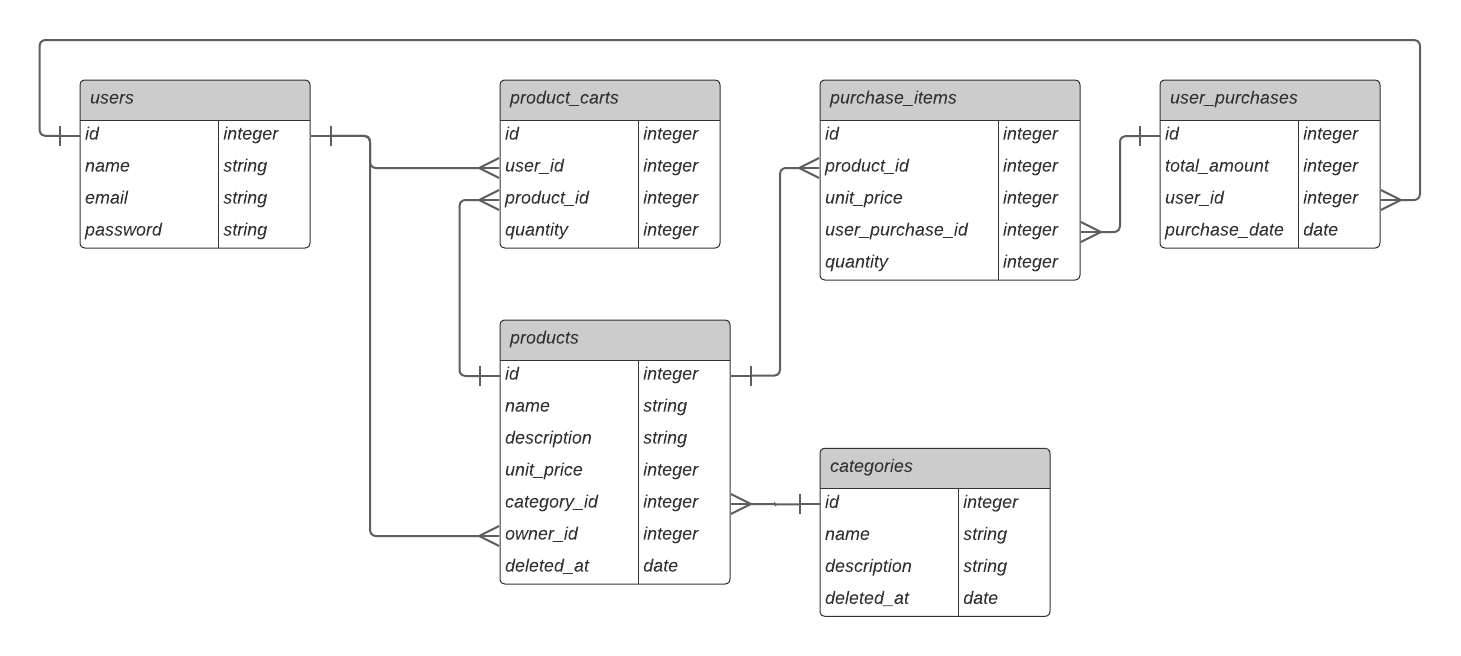 users
id integer
name string
email string
password string
product_carts
id integer
user_id integer
product_id integer
quantity integer
purchase_items
id integer
product_id integer
unit_price integer
user_purchase_id integer
quantity integer
user_purchases
id integer
total_amount integer
user_id integer
purchase_date date
products
id integer
name string
description string
unit_price integer
category_id integer
owner_id integer
deleted_at date
categories
id integer
name string
description string
deleted_at date